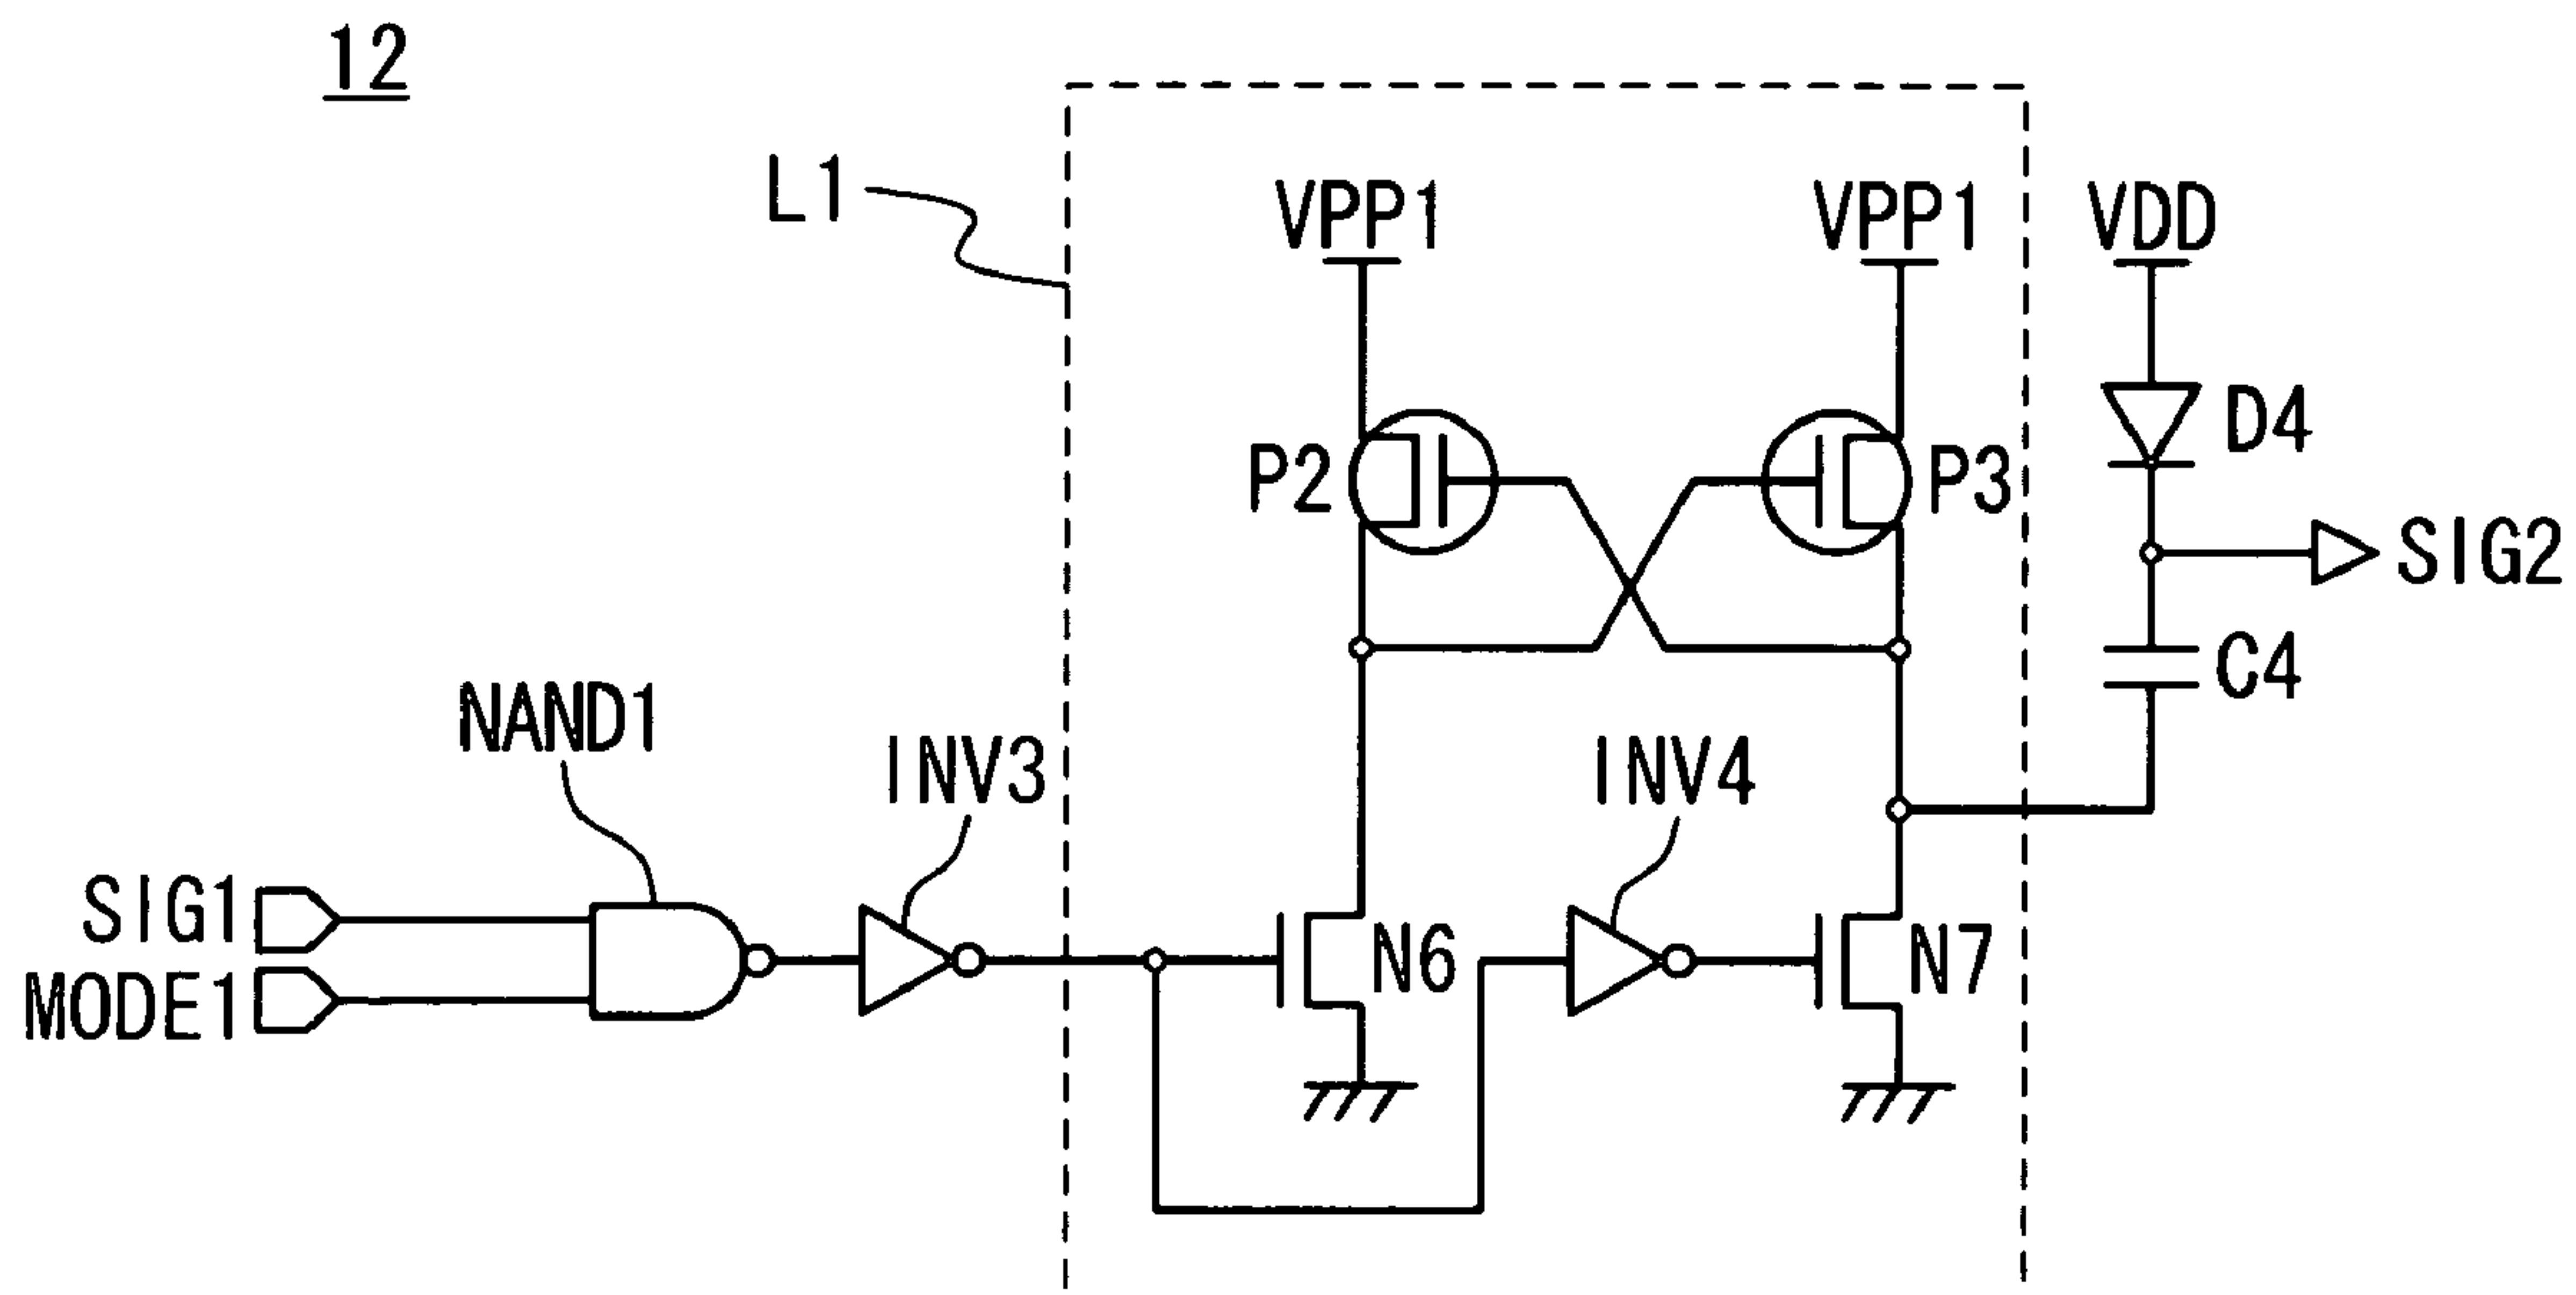 12
L1
VPP1
VPP1
VDD
P2
P3
D4
SIG2
C4
NAND1
INV3
INV4
SIG1
MODE1
N6
N7